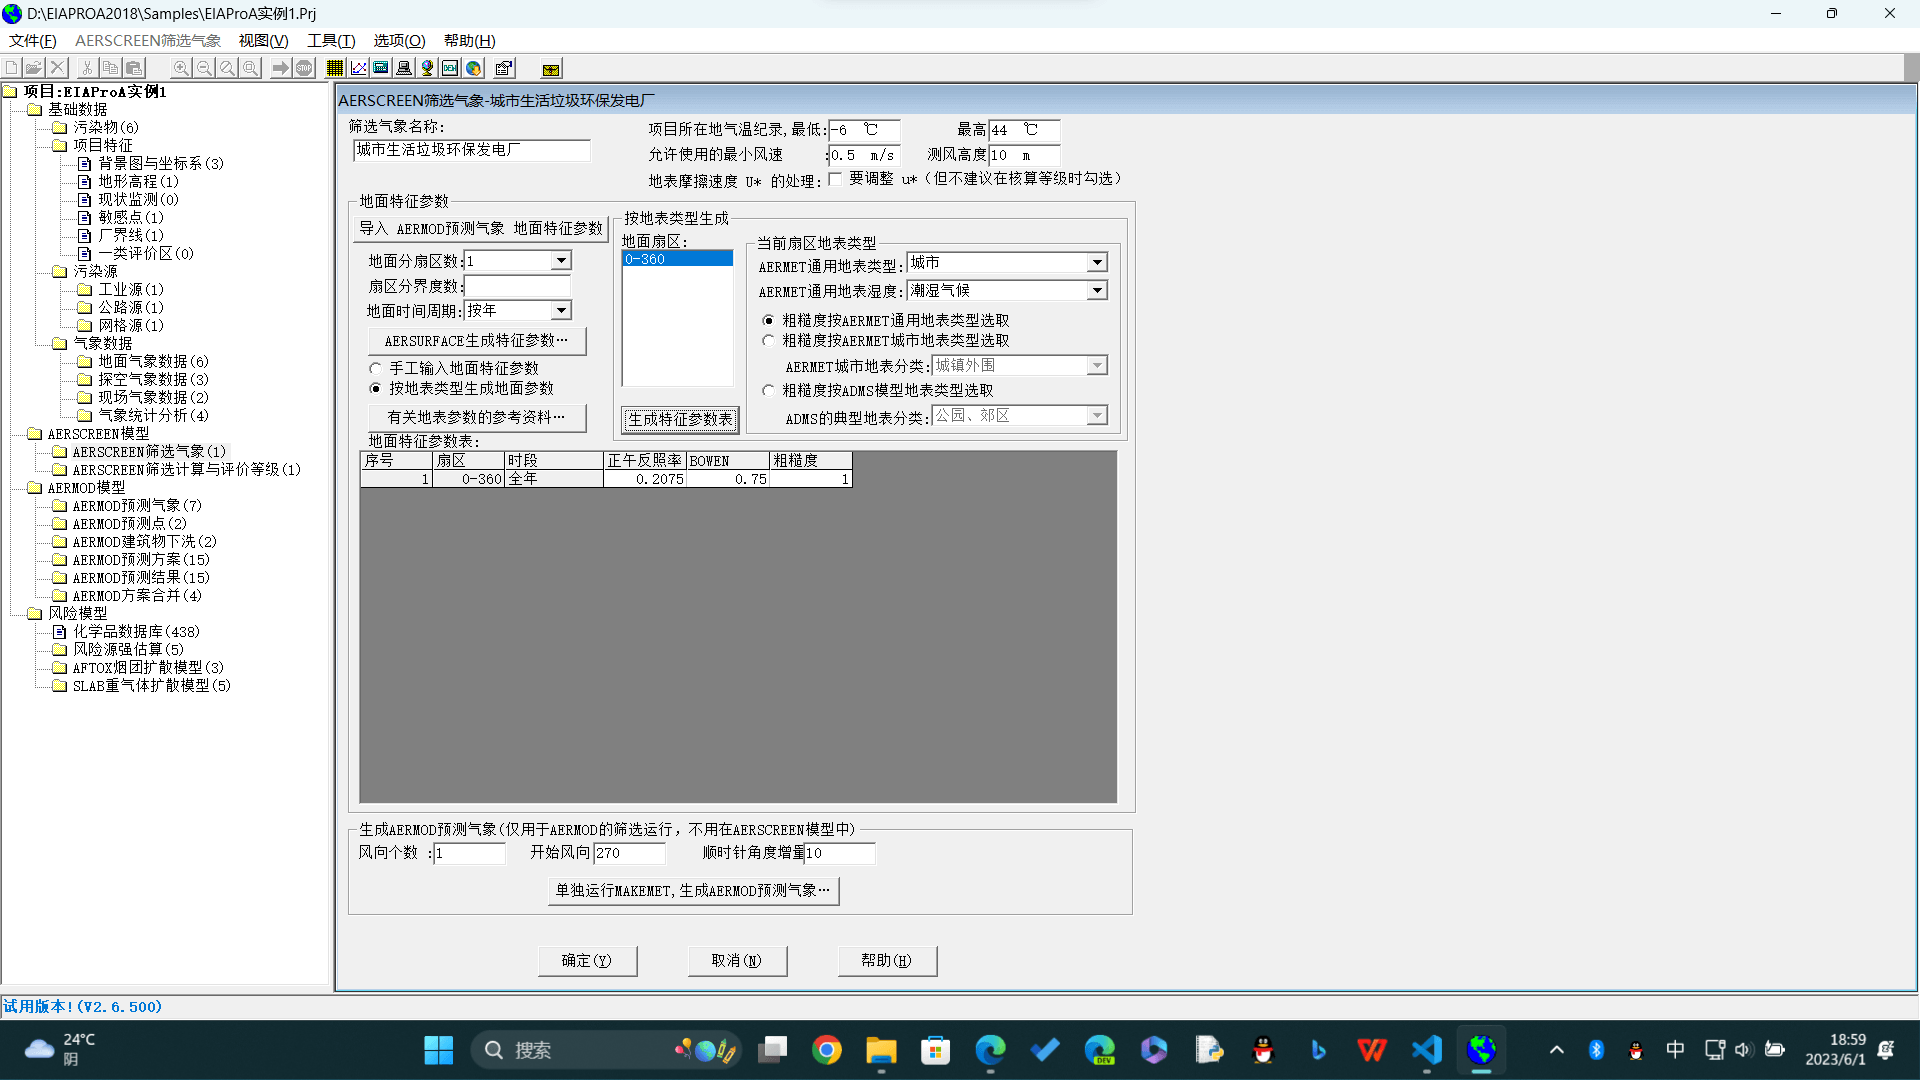 D:\EIAPROA2018\Samples\EIAProA实例1.Prj
文件(F) AERSCREEN筛选气象 视图(V) 工具(T) 选项(O) 帮助(H)
项目:EIAProA实例1
基础数据
污染物(6)
项目特征
背景图与坐标系(3)
地形高程(1)
现状监测(0)
敏感点(1)
厂界线(1)
一类评价区(0)
污染源
工业源(1)
公路源(1)
网格源(1)
气象数据
地面气象数据(6)
探空气象数据(3)
现场气象数据(2)
气象统计分析(4)
AERSCREEN模型
AERSCREEN筛选气象(1)
AERSCREEN筛选计算与评价等级(1)
AERMOD模型
AERMOD预测气象(7)
AERMOD预测点(2)
AERMOD建筑物下洗(2)
AERMOD预测方案(15)
AERMOD预测结果(15)
AERMOD方案合并(4)
风险模型
化学品数据库(438)
风险源强估算(5)
AFTOX烟团扩散模型(3)
SLAB重气体扩散模型(5)
AERSCREEN筛选气象-城市生活垃圾环保发电厂
筛选气象名称:
城市生活垃圾环保发电厂
项目所在地气温纪录,最低: -6 ℃ 最高 44 ℃
允许使用的最小风速 : 0.5 m/s 测风高度 10 m
地表摩擦速度 U* 的处理: 要调整 u*（但不建议在核算等级时勾选）
地面特征参数
导入 AERMOD预测气象 地面特征参数
地面分扇区数: 1
扇区分界度数:
地面时间周期: 按年
AERSURFACE生成特征参数…
手工输入地面特征参数
按地表类型生成地面参数
有关地表参数的参考资料…
按地表类型生成
地面扇区:
0-360
生成特征参数表
当前扇区地表类型
AERMET通用地表类型: 城市
AERMET通用地表湿度: 潮湿气候
粗糙度按AERMET通用地表类型选取
粗糙度按AERMET城市地表类型选取
AERMET城市地表分类: 城镇外围
粗糙度按ADMS模型地表类型选取
ADMS的典型地表分类: 公园、郊区
地面特征参数表:
序号 扇区 时段 正午反照率 BOWEN 粗糙度
1 0-360 全年 0.2075 0.75 1
生成AERMOD预测气象(仅用于AERMOD的筛选运行，不用在AERSCREEN模型中)
风向个数 : 1 开始风向 270 顺时针角度增量 10
单独运行MAKEMET,生成AERMOD预测气象…
确定(Y) 取消(N) 帮助(H)
试用版本!(V2.6.500)
24°C
阴
搜索
中
18:59
2023/6/1